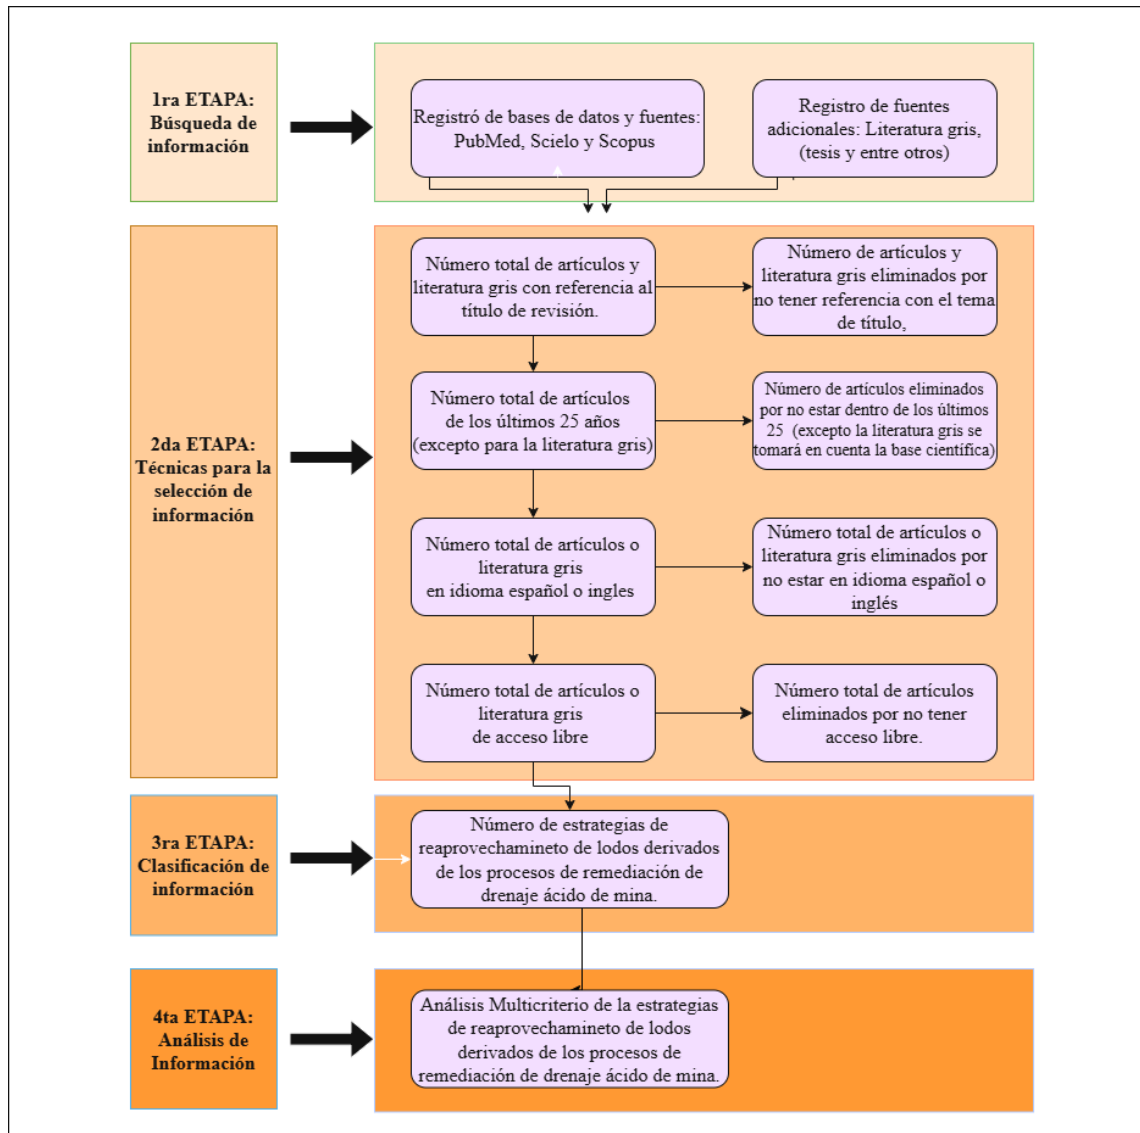 1ra ETAPA:
Búsqueda de
información
Registró de bases de datos y fuentes:
PubMed, Scielo y Scopus
Registro de fuentes
adicionales: Literatura gris,
(tesis y entre otros)
2da ETAPA:
Técnicas para la
selección de
información
Número total de artículos y
literatura gris con referencia al
título de revisión.
Número de artículos y
literatura gris eliminados por
no tener referencia con el tema
de título,
Número total de artículos
de los últimos 25 años
(excepto para la literatura gris)
Número de artículos eliminados
por no estar dentro de los últimos
25 (excepto la literatura gris se
tomará en cuenta la base científica)
Número total de artículos o
literatura gris
en idioma español o ingles
Número total de artículos o
literatura gris eliminados por
no estar en idioma español o
inglés
Número total de artículos o
literatura gris
de acceso libre
Número total de artículos
eliminados por no tener
acceso libre.
3ra ETAPA:
Clasificación de
información
Número de estrategias de
reaprovechamineto de lodos derivados
de los procesos de remediación de
drenaje ácido de mina.
4ta ETAPA:
Análisis de
Información
Análisis Multicriterio de la estrategias
de reaprovechamineto de lodos
derivados de los procesos de
remediación de drenaje ácido de mina.